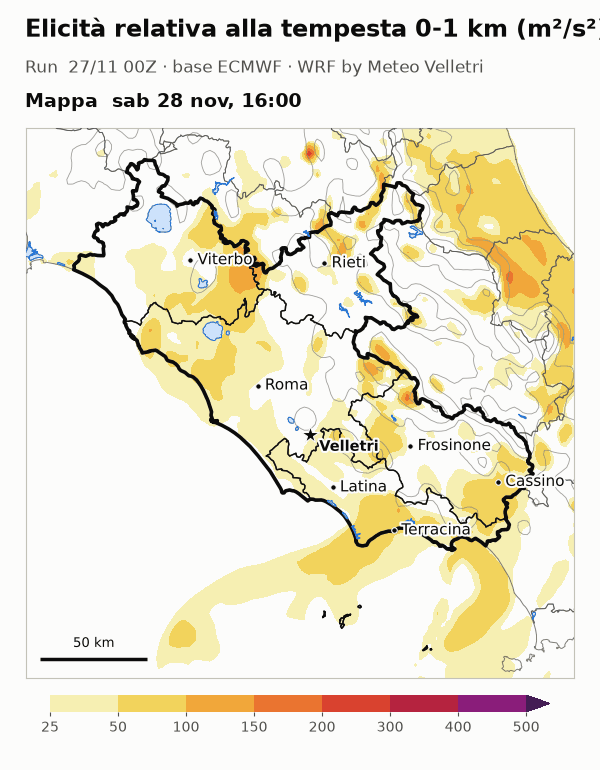 Elicità relativa alla tempesta 0-1 km (m²/s²)
Run 27/11 00Z · base ECMWF · WRF by Meteo Velletri
Mappa sab 28 nov, 16:00
Viterbo
Rieti
Roma
Velletri
Frosinone
Cassino
Latina
Terracina
50 km
25 50 100 150 200 300 400 500